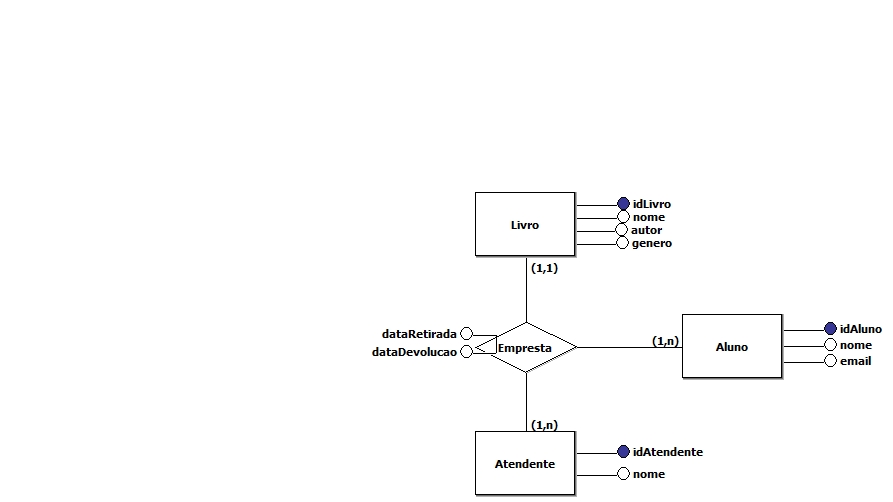 idLivro
nome
Livro
autor
genero
(1,1)
idAluno
dataRetirada
(1,n)
nome
Empresta
Aluno
dataDevolucao
email
(1,n)
idAtendente
Atendente
nome